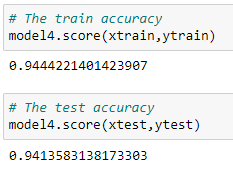 # The train accuracy
model4.score(xtrain,ytrain)
0.9444221401423907
# The test accuracy
model4.score(xtest,ytest)
0.9413583138173303